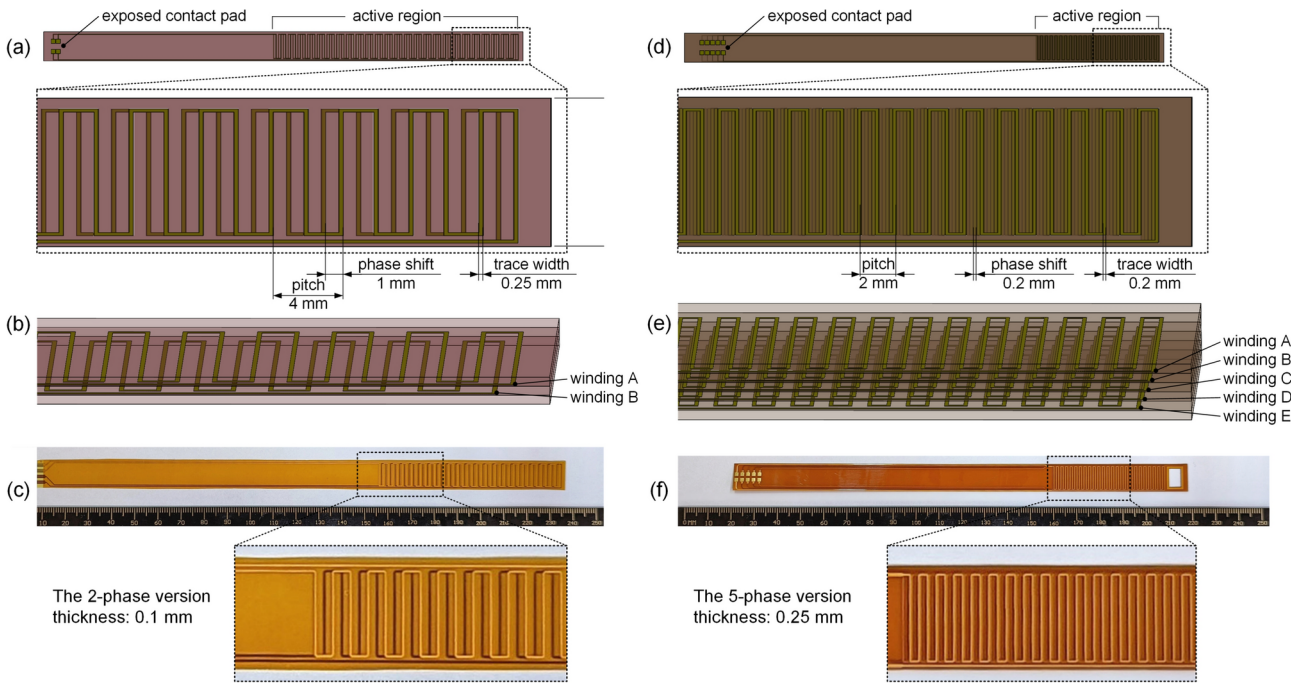 exposed contact pad
active region
(a)
phase shift
1 mm
trace width
0.25 mm
pitch
4 mm
(b)
winding A
winding B
(c)
The 2-phase version
thickness: 0.1 mm
exposed contact pad
active region
(d)
pitch
2 mm
phase shift
0.2 mm
trace width
0.2 mm
(e)
winding A
winding B
winding C
winding D
winding E
(f)
The 5-phase version
thickness: 0.25 mm